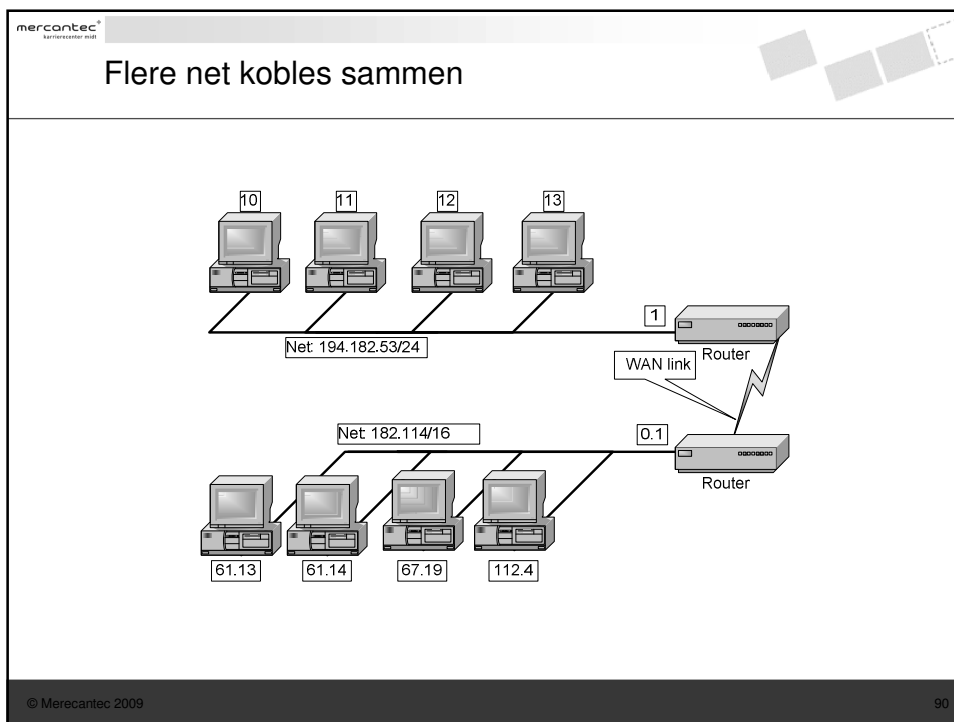 mercantec+
karrierecenter midt
Flere net kobles sammen
10 11 12 13
1
Net: 194.182.53/24
Router
WAN link
Net: 182.114/16
0.1
Router
61.13 61.14 67.19 112.4
© Merecantec 2009 90